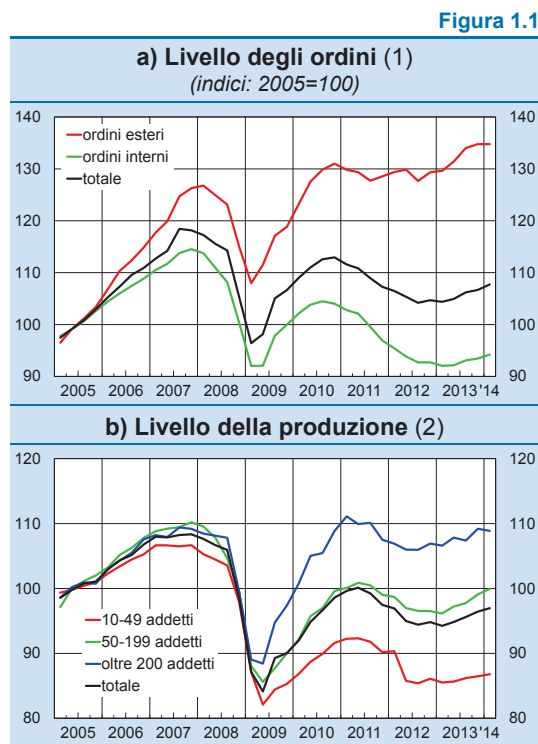 Figura 1.1
a) Livello degli ordini (1)
(indici: 2005=100)
140 140
130 130
120 120
110 110
100 100
90 90
ordini esteri
ordini interni
totale
2005 2006 2007 2008 2009 2010 2011 2012 2013 '14
b) Livello della produzione (2)
120 120
110 110
100 100
90 90
80 80
10-49 addetti
50-199 addetti
oltre 200 addetti
totale
2005 2006 2007 2008 2009 2010 2011 2012 2013 '14